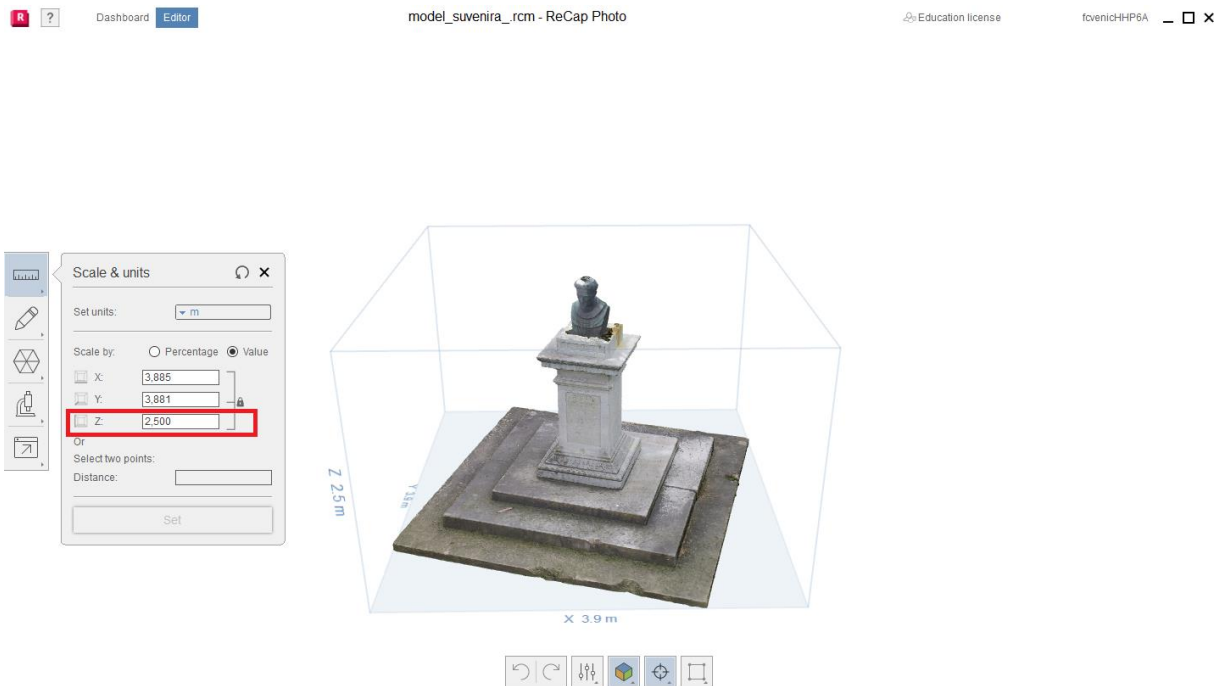 R ? Dashboard Editor model_suvenira_.rcm - ReCap Photo Education license fcvenicHHP6A
Scale & units
Set units: m
Scale by: Percentage Value
X: 3,885
Y: 3,881
Z: 2,500
Or
Select two points:
Distance:
Set
Z 2.5 m
X 3.9 m